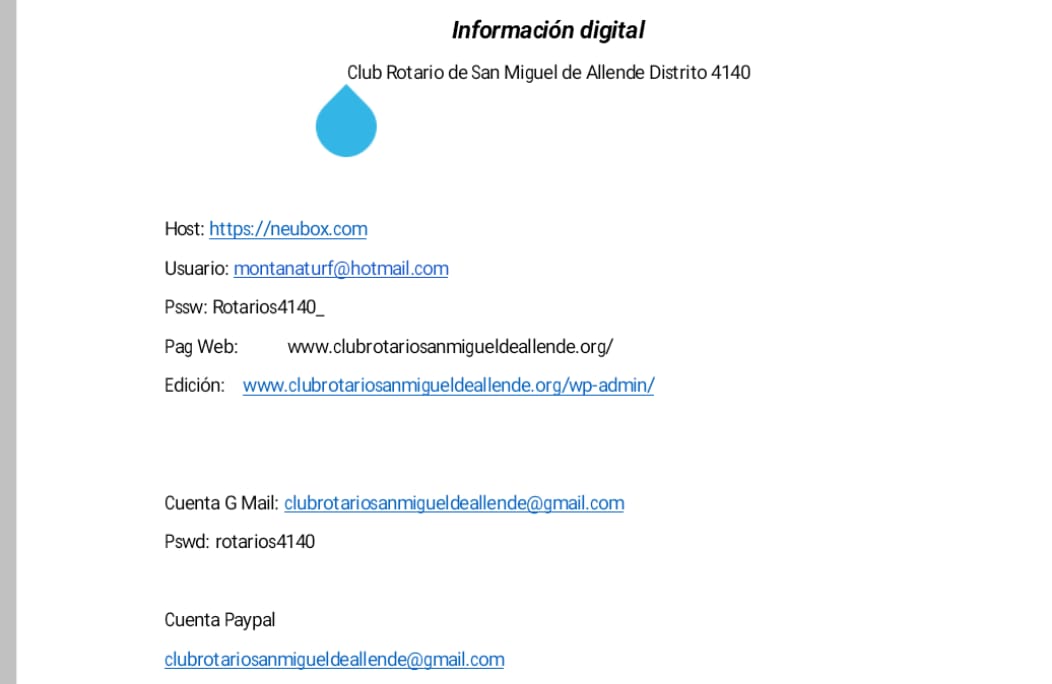 Información digital
Club Rotario de San Miguel de Allende Distrito 4140
Host: https://neubox.com
Usuario: montanaturf@hotmail.com
Pssw: Rotarios4140_
Pag Web: www.clubrotariosanmigueldeallende.org/
Edición: www.clubrotariosanmigueldeallende.org/wp-admin/
Cuenta G Mail: clubrotariosanmigueldeallende@gmail.com
Pswd: rotarios4140
Cuenta Paypal
clubrotariosanmigueldeallende@gmail.com